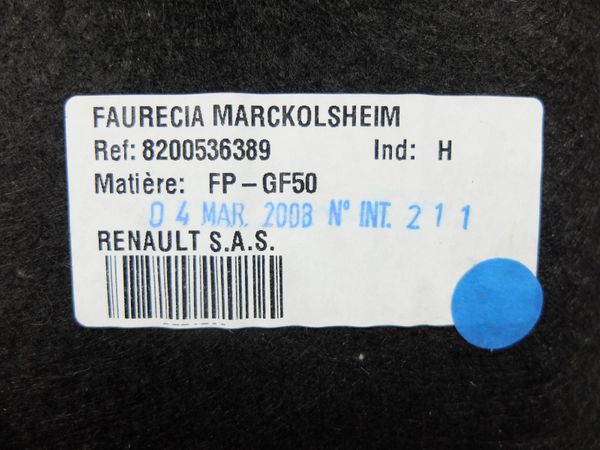 FAURECIA MARCKOLSHEIM
Ref: 8200536389 Ind: H
Matière: FP-GF50
04 MAR. 2008 N° INT. 211
RENAULT S.A.S.